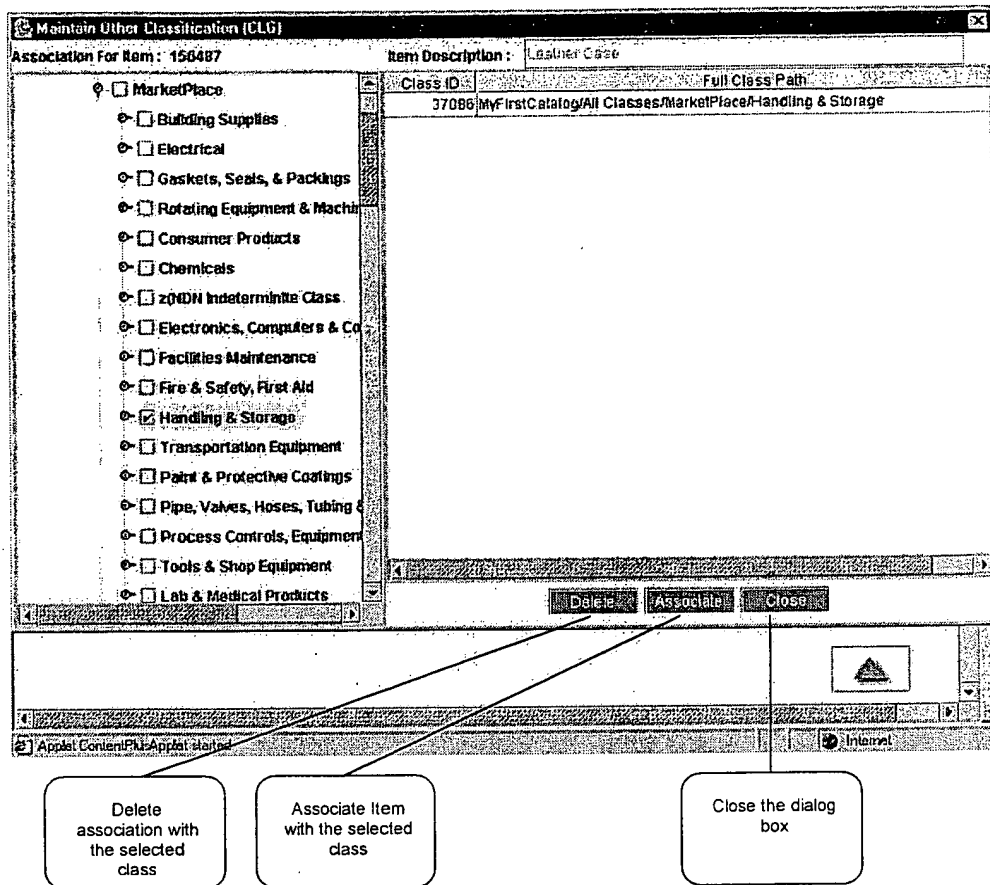 Maintain Other Classification (CLG)
Association For Item : 156487
Item Description :
Leather Case
MarketPlace
Building Supplies
Electrical
Gaskets, Seals, & Packings
Rotating Equipment & Machin
Consumer Products
Chemicals
z(NDN Indeterminite Class
Electronics, Computers & Co
Facilities Maintenance
Fire & Safety, First Aid
Handling & Storage
Transportation Equipment
Paint & Protective Coatings
Pipe, Valves, Hoses, Tubing &
Process Controls, Equipment
Tools & Shop Equipment
Lab & Medical Products
Class ID Full Class Path
37086 MyFirstCatalog/All Classes/MarketPlace/Handling & Storage
Delete Associate Close
Applet started
Internet
Delete
association with
the selected
class
Associate Item
with the selected
class
Close the dialog
box